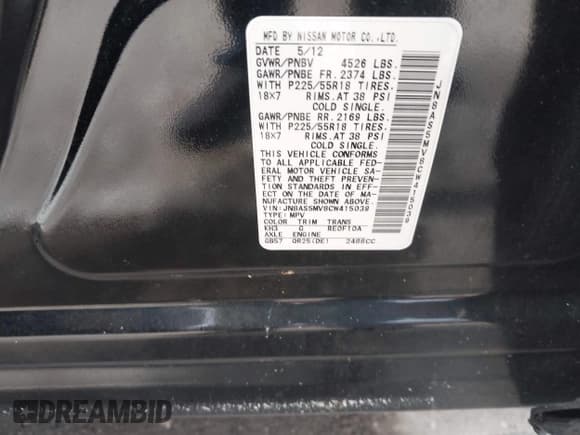 MFD BY NISSAN MOTOR CO.,LTD.
DATE 5/12
GVWR/PNBV 4526 LBS.
GAWR/PNBE FR. 2374 LBS.
WITH P225/55R18 TIRES.
18X7 RIMS. AT 38 PSI
COLD SINGLE.
GAWR/PNBE RR. 2169 LBS.
WITH P225/55R18 TIRES.
18X7 RIMS. AT 38 PSI
COLD SINGLE.
THIS VEHICLE CONFORMS TO
TO ALL APPLICABLE FED-
ERAL MOTOR VEHICLE SA-
FETY AND THEFT PREVEN-
TION STANDARDS IN EFFECT
ON THE DATE OF MA-
NUFACTURE SHOWN ABOVE.
VIN:JN8AS5MV8CW415039
TYPE: MPV
COLOR TRIM TRANS
KH3 G RE0F10A
AXLE ENGINE
GB57 QR25(DE) 2488CC
JN8AS5MV8CW415039
DREAMBID